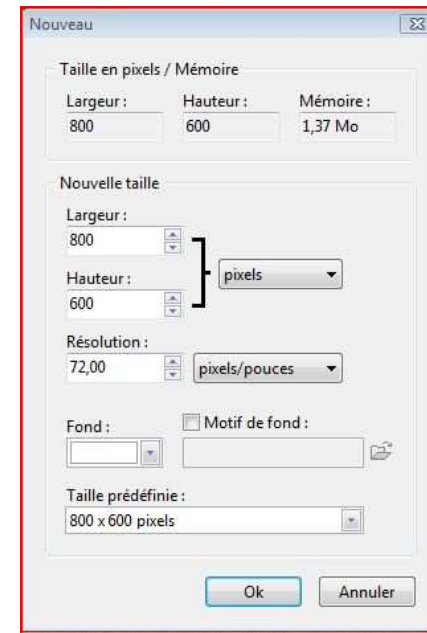 Nouveau
Taille en pixels / Mémoire
Largeur : Hauteur : Mémoire :
800 600 1,37 Mo
Nouvelle taille
Largeur :
800
pixels
Hauteur :
600
Résolution :
72,00 pixels/pouces
Fond : Motif de fond :
Taille prédéfinie :
800 x 600 pixels
Ok Annuler